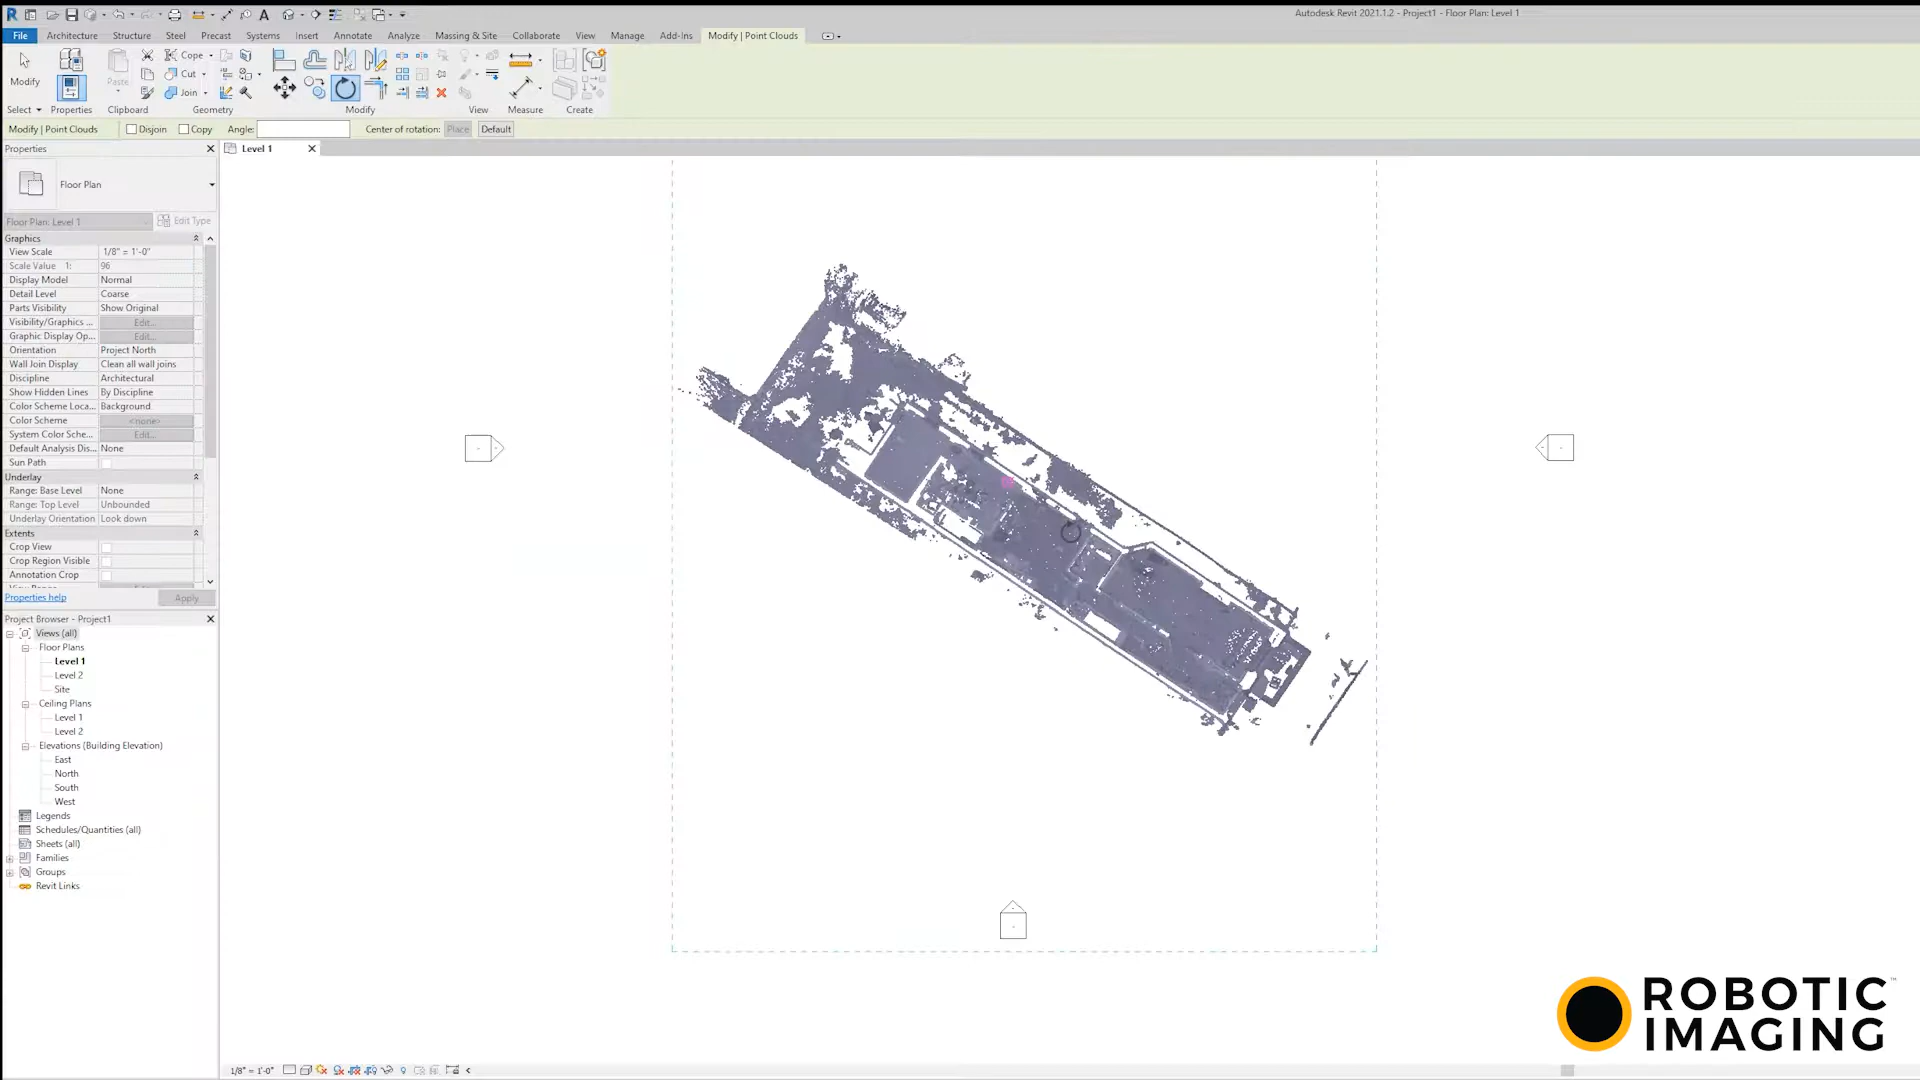 Autodesk Revit 2021.1.2 - Project1 - Floor Plan: Level 1
File Architecture Structure Steel Precast Systems Insert Annotate Analyze Massing & Site Collaborate View Manage Add-Ins Modify | Point Clouds
Modify Paste Cope Cut Join
Select Properties Clipboard Geometry Modify View Measure Create
Modify | Point Clouds Disjoin Copy Angle: Center of rotation: Place Default
Properties
Level 1
Floor Plan
Floor Plan: Level 1 Edit Type
Graphics
View Scale 1/8" = 1'-0"
Scale Value 1: 96
Display Model Normal
Detail Level Coarse
Parts Visibility Show Original
Visibility/Graphics ... Edit...
Graphic Display Op... Edit...
Orientation Project North
Wall Join Display Clean all wall joins
Discipline Architectural
Show Hidden Lines By Discipline
Color Scheme Loca... Background
Color Scheme <none>
System Color Sche... Edit...
Default Analysis Dis... None
Sun Path
Underlay
Range: Base Level None
Range: Top Level Unbounded
Underlay Orientation Look down
Extents
Crop View
Crop Region Visible
Annotation Crop
Properties help Apply
Project Browser - Project1
Views (all)
Floor Plans
Level 1
Level 2
Site
Ceiling Plans
Level 1
Level 2
Elevations (Building Elevation)
East
North
South
West
Legends
Schedules/Quantities (all)
Sheets (all)
Families
Groups
Revit Links
1/8" = 1'-0"
ROBOTIC™
IMAGING